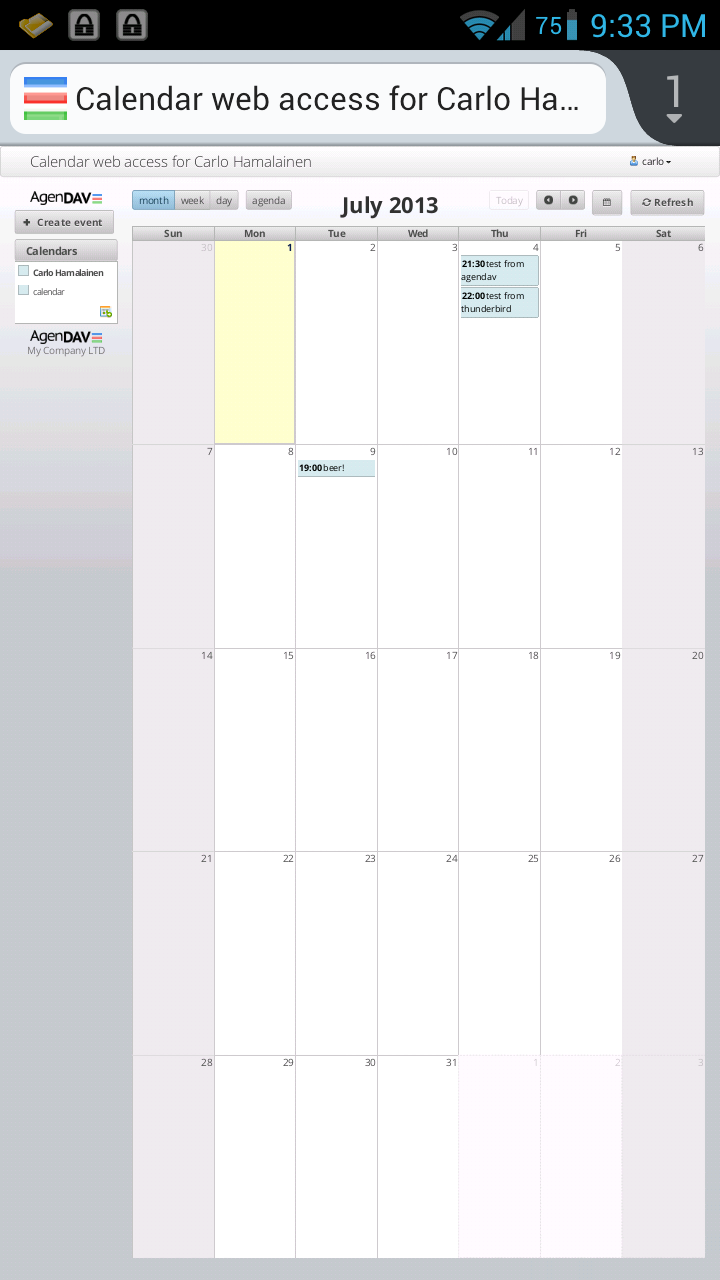 75 9:33 PM
Calendar web access for Carlo Ha...
1
Calendar web access for Carlo Hamalainen
carlo
AgenDAV
month week day agenda
July 2013
Today
Refresh
+ Create event
Calendars
Carlo Hamalainen
calendar
AgenDAV
My Company LTD
Sun Mon Tue Wed Thu Fri Sat
30 1 2 3 4 5 6
21:30 test from
agendav
22:00 test from
thunderbird
7 8 9 10 11 12 13
19:00 beer!
14 15 16 17 18 19 20
21 22 23 24 25 26 27
28 29 30 31 1 2 3